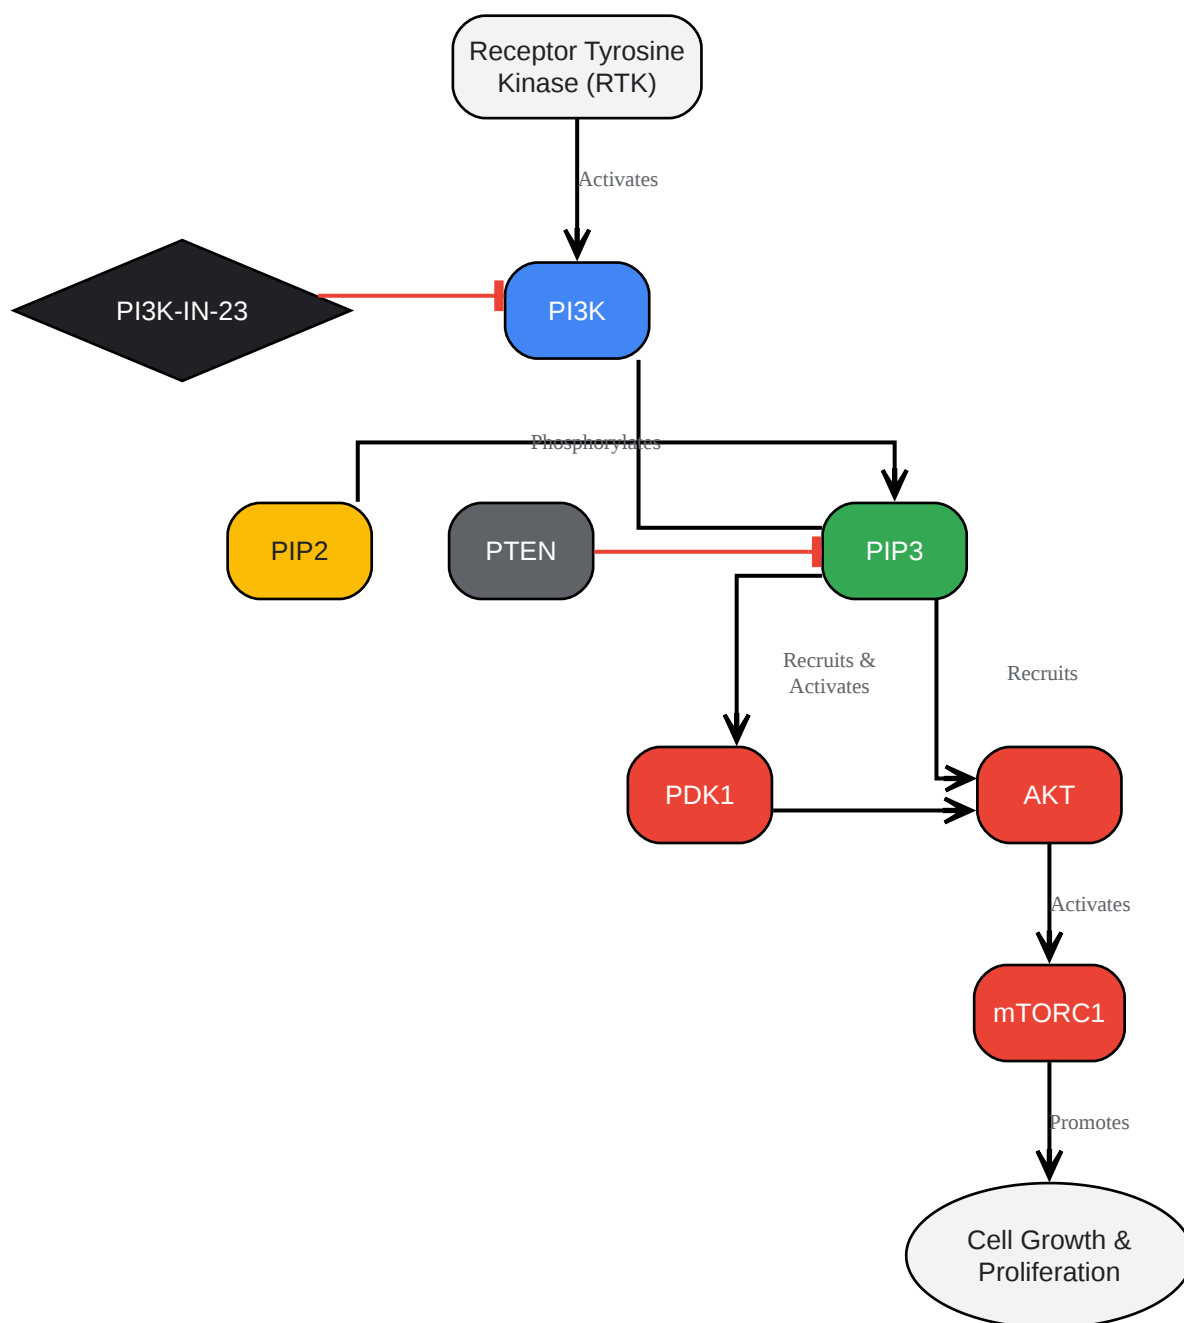 Receptor Tyrosine
Kinase (RTK)
Activates
PI3K-IN-23
PI3K
Phosphorylates
PIP2
PTEN
PIP3
Recruits &
Activates
Recruits
PDK1
AKT
Activates
mTORC1
Promotes
Cell Growth &
Proliferation